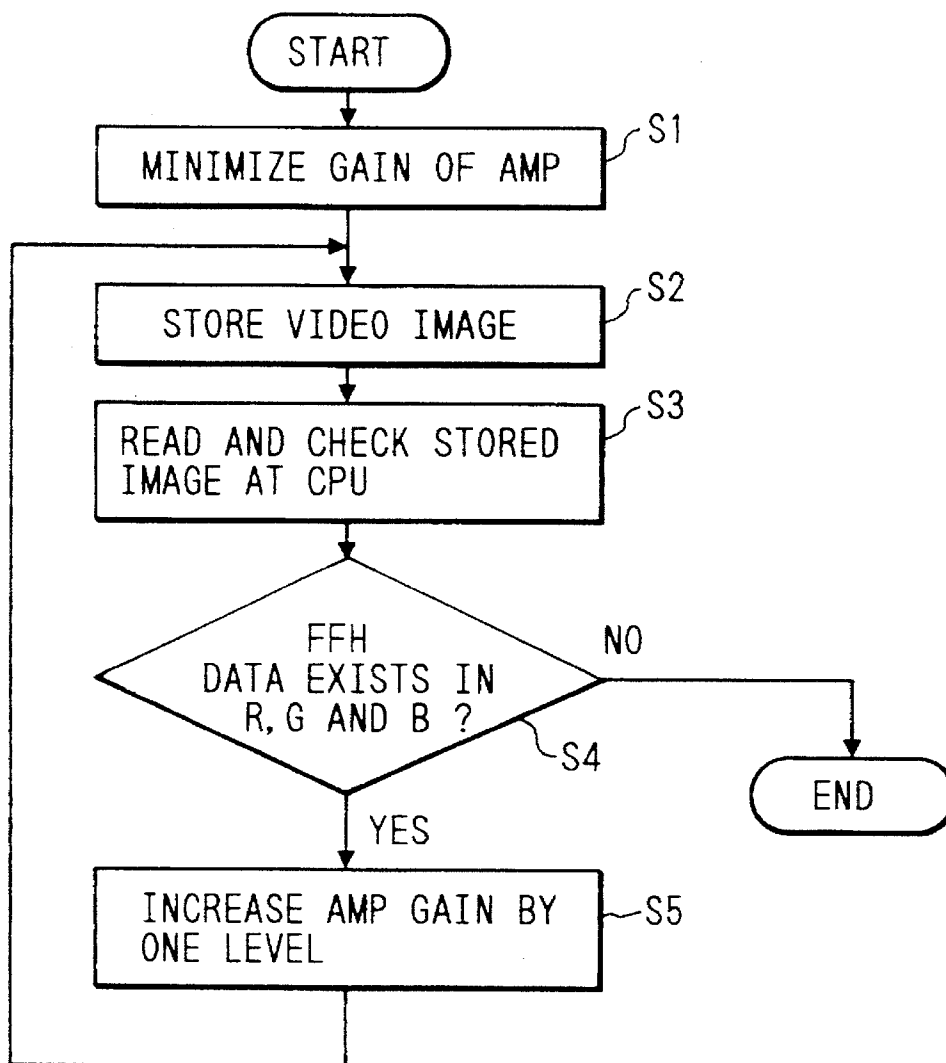 START
S1
MINIMIZE GAIN OF AMP
S2
STORE VIDEO IMAGE
S3
READ AND CHECK STORED
IMAGE AT CPU
FFH
DATA EXISTS IN
R, G AND B ?
NO
S4
END
YES
INCREASE AMP GAIN BY
ONE LEVEL
S5